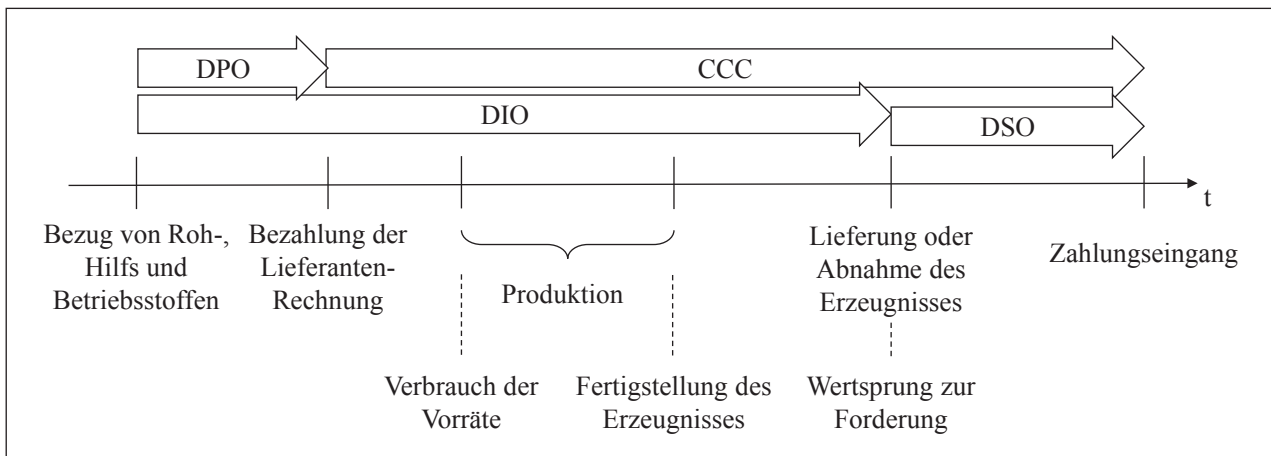 DPO
CCC
DIO
DSO
t
Bezug von Roh-,
Hilfs und
Betriebsstoffen
Bezahlung der
Lieferanten-
Rechnung
Produktion
Lieferung oder
Abnahme des
Erzeugnisses
Zahlungseingang
Verbrauch der
Vorräte
Fertigstellung des
Erzeugnisses
Wertsprung zur
Forderung